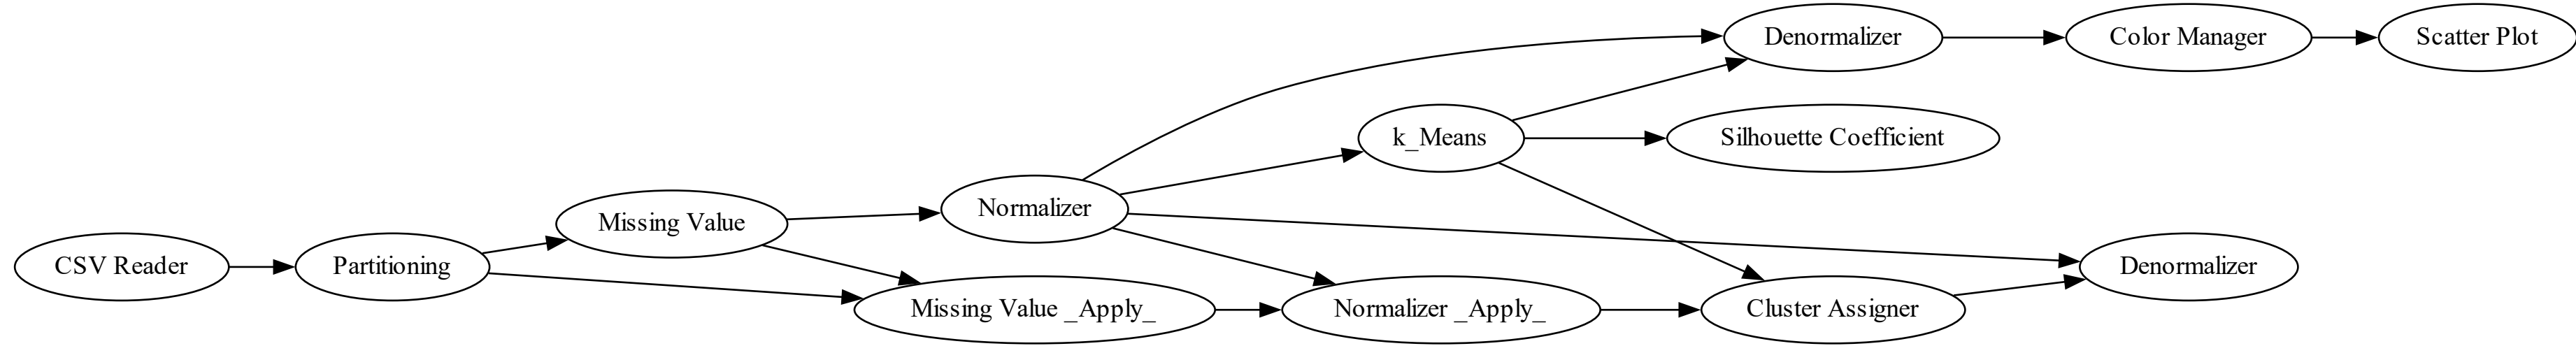 Denormalizer
Color Manager
Scatter Plot
k_Means
Silhouette Coefficient
Missing Value
Normalizer
CSV Reader
Partitioning
Denormalizer
Missing Value _Apply_
Normalizer _Apply_
Cluster Assigner